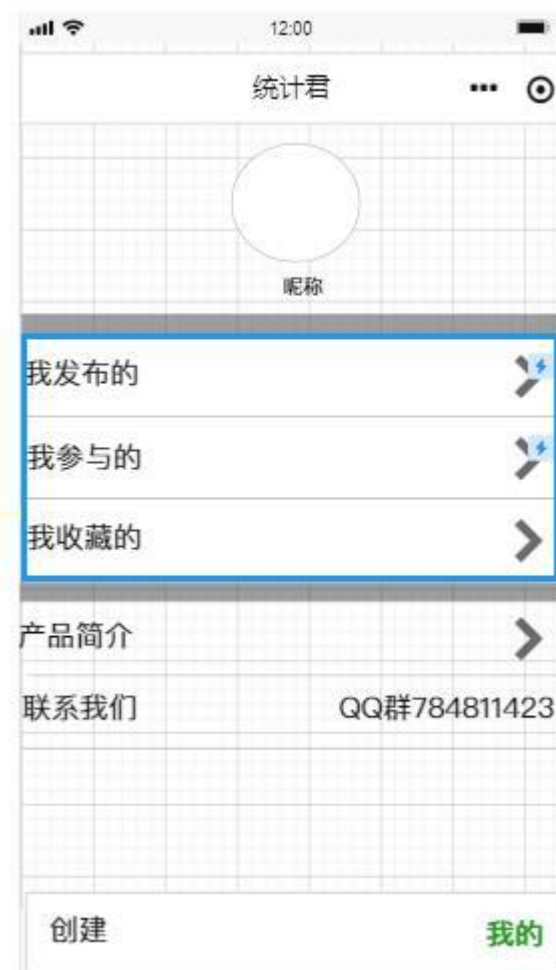 12:00
统计君
昵称
我发布的
我参与的
我收藏的
产品简介
联系我们 QQ群784811423
创建 我的